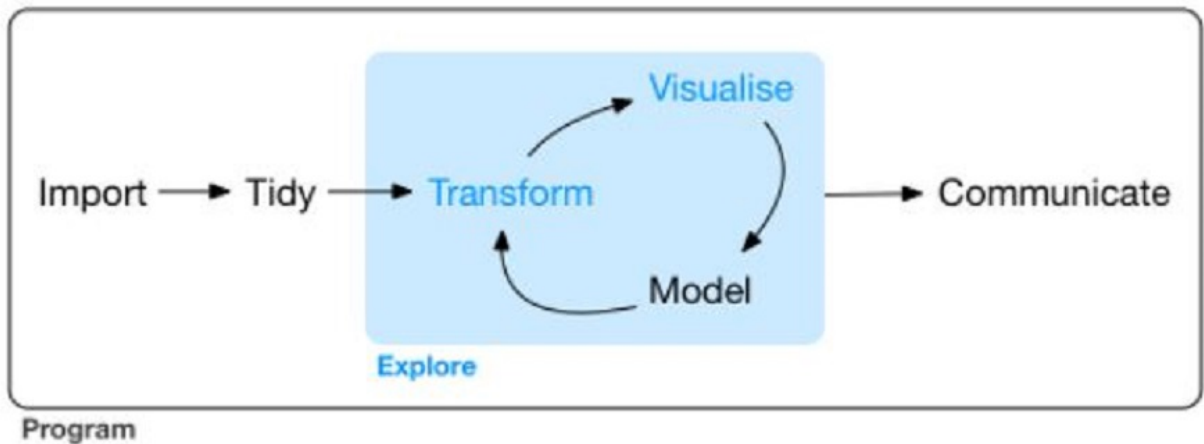 Visualise
Import Tidy Transform Communicate
Model
Explore
Program